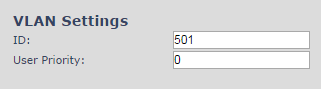 VLAN Settings
ID: 501
User Priority: 0